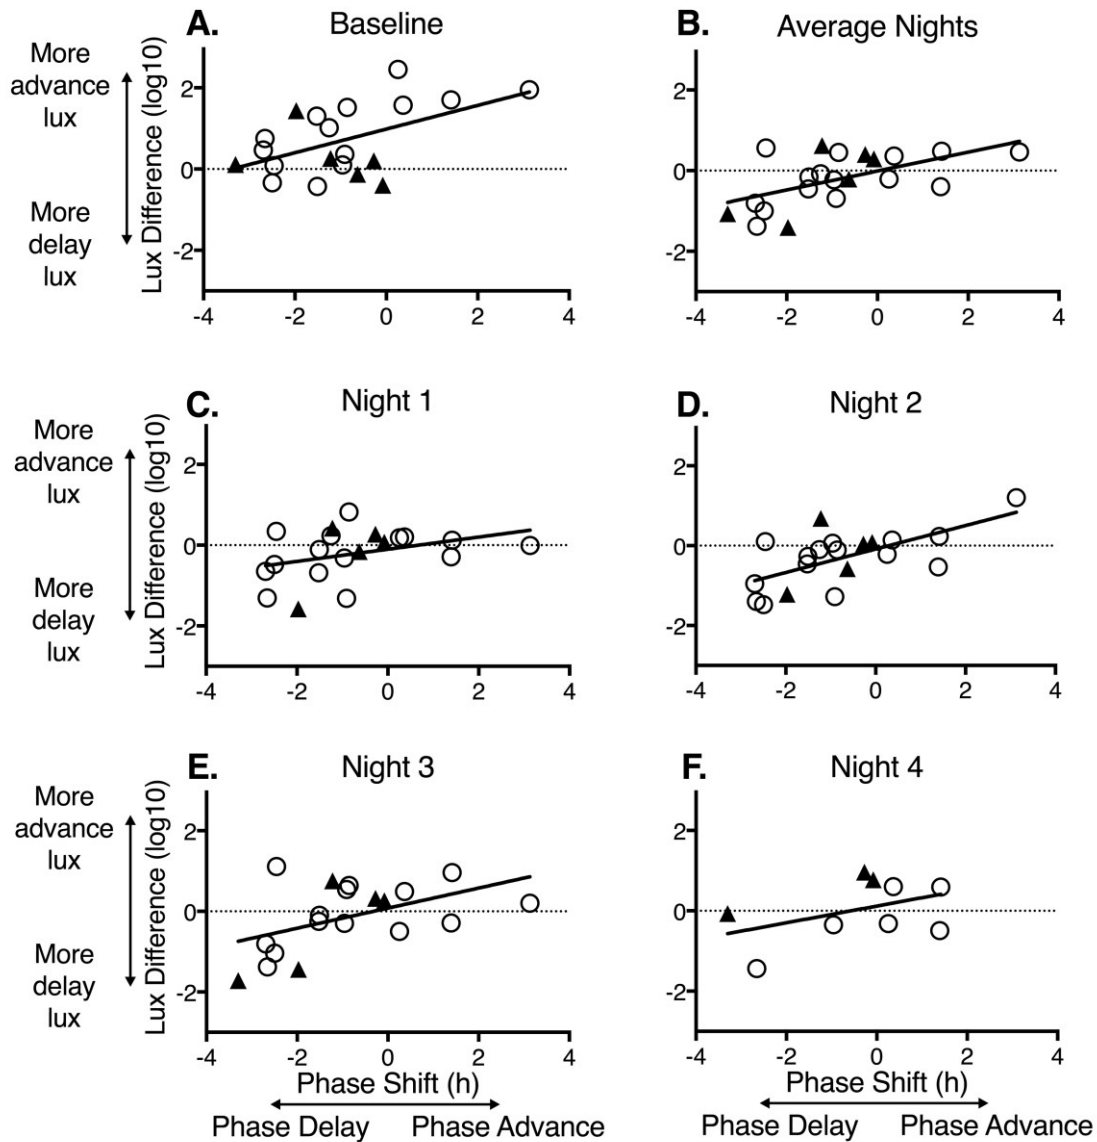 A.
Baseline
More
advance
lux
More
delay
lux
Lux Difference (log10)
2
0
-2
-4
-2
0
2
4
B.
Average Nights
2
0
-2
-4
-2
0
2
4
C.
Night 1
More
advance
lux
More
delay
lux
Lux Difference (log10)
2
0
-2
-4
-2
0
2
4
D.
Night 2
2
0
-2
-4
-2
0
2
4
E.
Night 3
More
advance
lux
More
delay
lux
Lux Difference (log10)
2
0
-2
-4
-2
0
2
4
Phase Shift (h)
Phase Delay
Phase Advance
F.
Night 4
2
0
-2
-4
-2
0
2
4
Phase Shift (h)
Phase Delay
Phase Advance